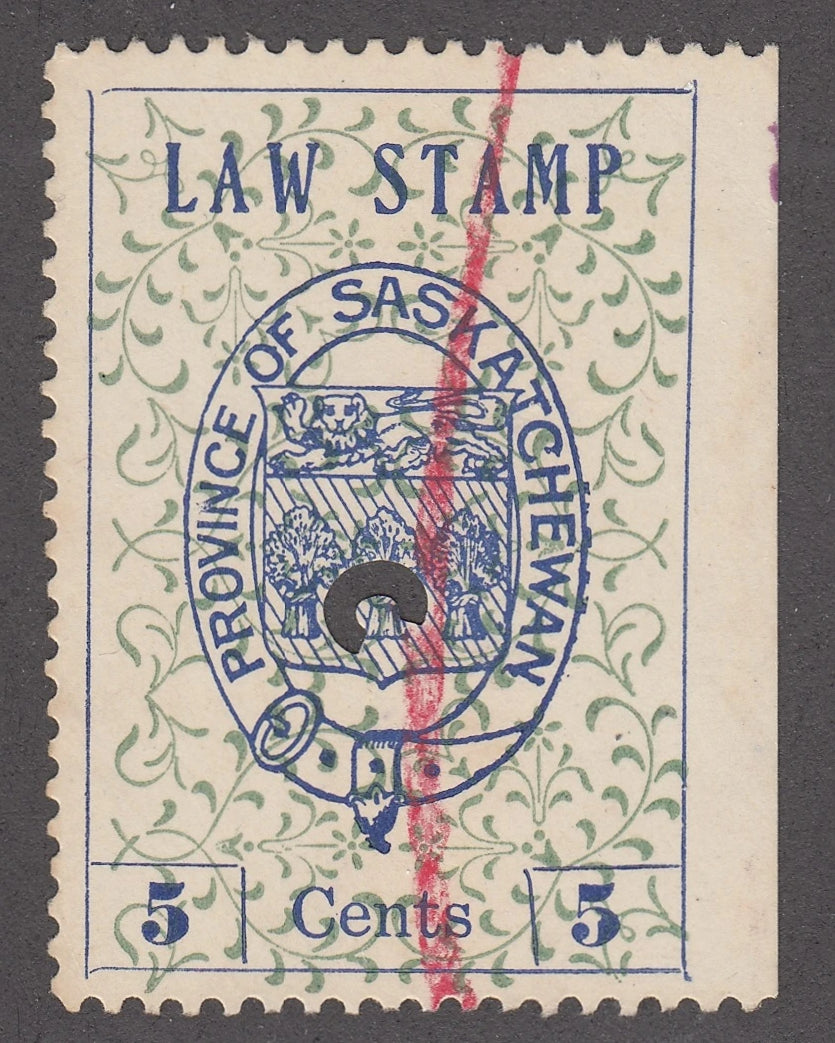 LAW STAMP
PROVINCE OF SASKATCHEWAN
5 Cents 5